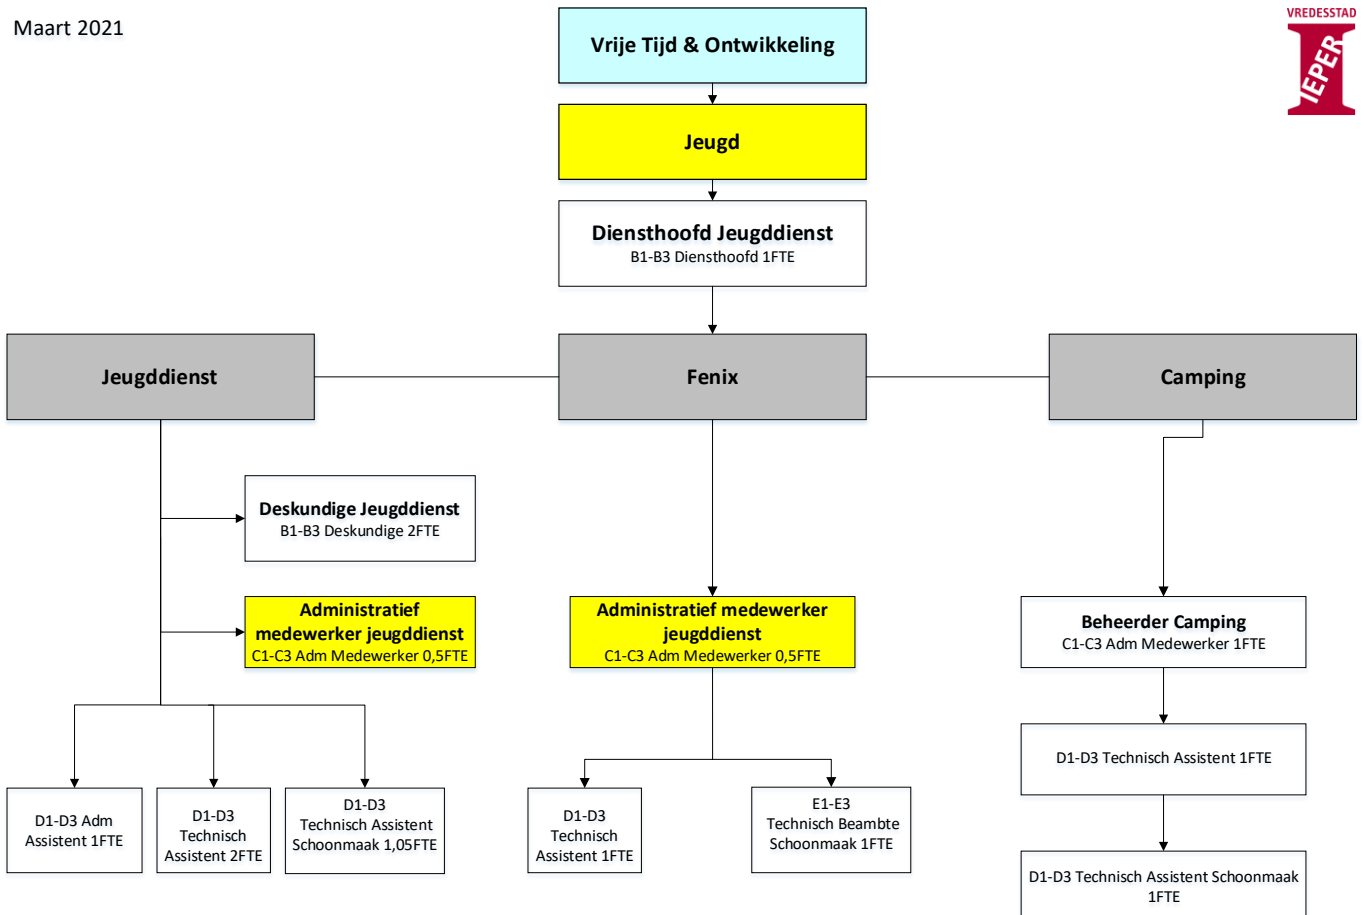 Maart 2021
VREDESSTAD
IEPER
Vrije Tijd & Ontwikkeling
Jeugd
Diensthoofd Jeugddienst
B1-B3 Diensthoofd 1FTE
Jeugddienst
Fenix
Camping
Deskundige Jeugddienst
B1-B3 Deskundige 2FTE
Administratief
medewerker jeugddienst
C1-C3 Adm Medewerker 0,5FTE
Administratief medewerker
jeugddienst
C1-C3 Adm Medewerker 0,5FTE
Beheerder Camping
C1-C3 Adm Medewerker 1FTE
D1-D3 Technisch Assistent 1FTE
D1-D3 Adm
Assistent 1FTE
D1-D3
Technisch
Assistent 2FTE
D1-D3
Technisch Assistent
Schoonmaak 1,05FTE
D1-D3
Technisch
Assistent 1FTE
E1-E3
Technisch Beambte
Schoonmaak 1FTE
D1-D3 Technisch Assistent Schoonmaak
1FTE